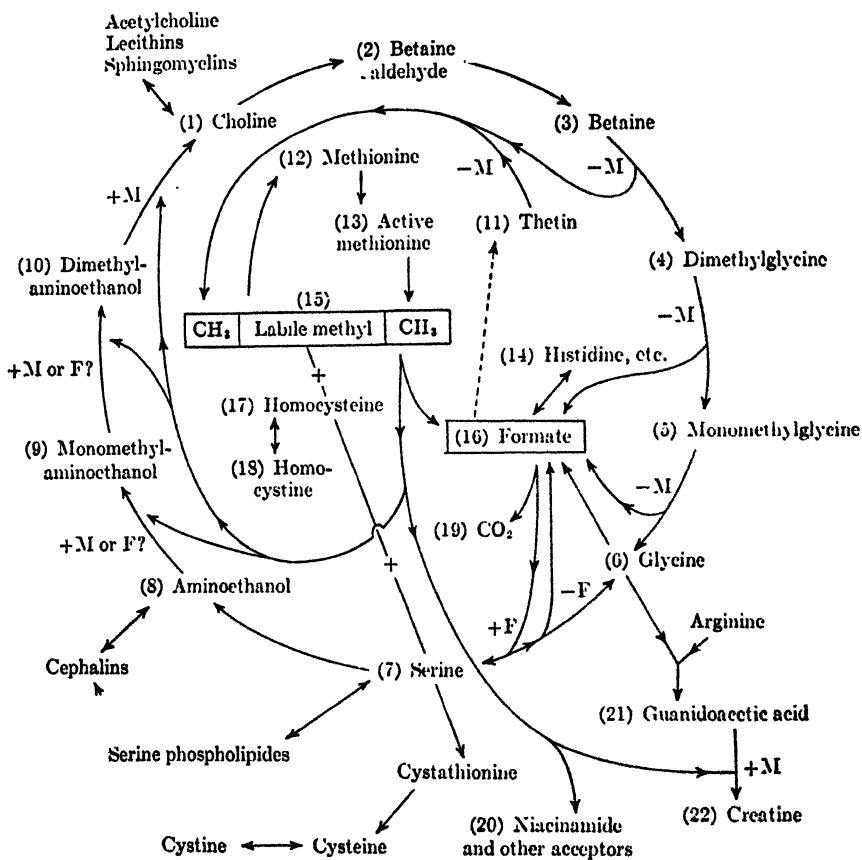 Acetylcholine
Lecithins
Sphingomyelins
(2) Betaine
aldehyde
(1) Choline
(3) Betaine
(12) Methionine
-M
-M
+M
(13) Active
methionine
(11) Thetin
(4) Dimethylglycine
(10) Dimethyl-
aminoethanol
(15)
CH₃ Labile methyl CH₃
-M
+M or F?
+
(14) Histidine, etc.
(17) Homocysteine
(16) Formate
(5) Monomethylglycine
(9) Monomethyl-
aminoethanol
(18) Homo-
cystine
-M
(19) CO₂
+M or F?
+
(6) Glycine
(8) Aminoethanol
-F
+F
Arginine
Cephalins
(7) Serine
(21) Guanidoacetic acid
Serine phospholipides
Cystathionine
+M
(20) Niacinamide
and other acceptors
(22) Creatine
Cystine
Cysteine